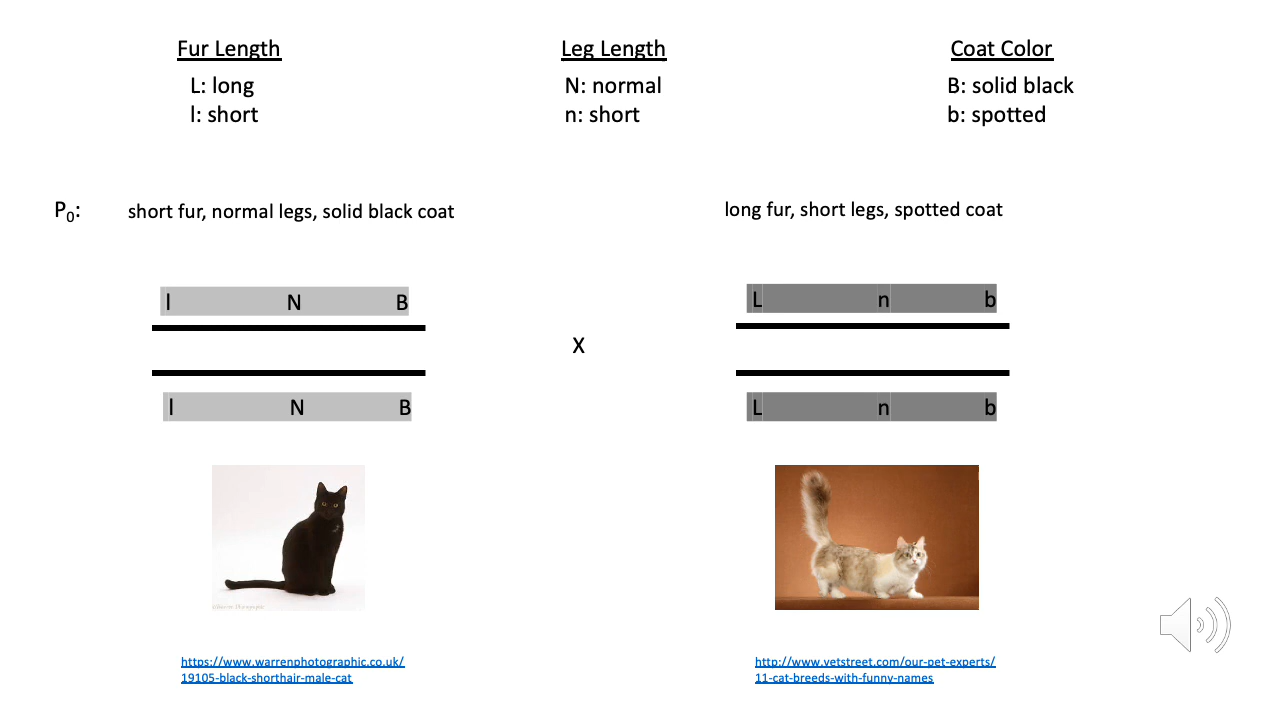 Fur Length
L: long
l: short
Leg Length
N: normal
n: short
Coat Color
B: solid black
b: spotted
P0: short fur, normal legs, solid black coat
long fur, short legs, spotted coat
l N B
L n b
X
l N B
L n b
https://www.warrenphotographic.co.uk/
19105-black-shorthair-male-cat
http://www.vetstreet.com/our-pet-experts/
11-cat-breeds-with-funny-names